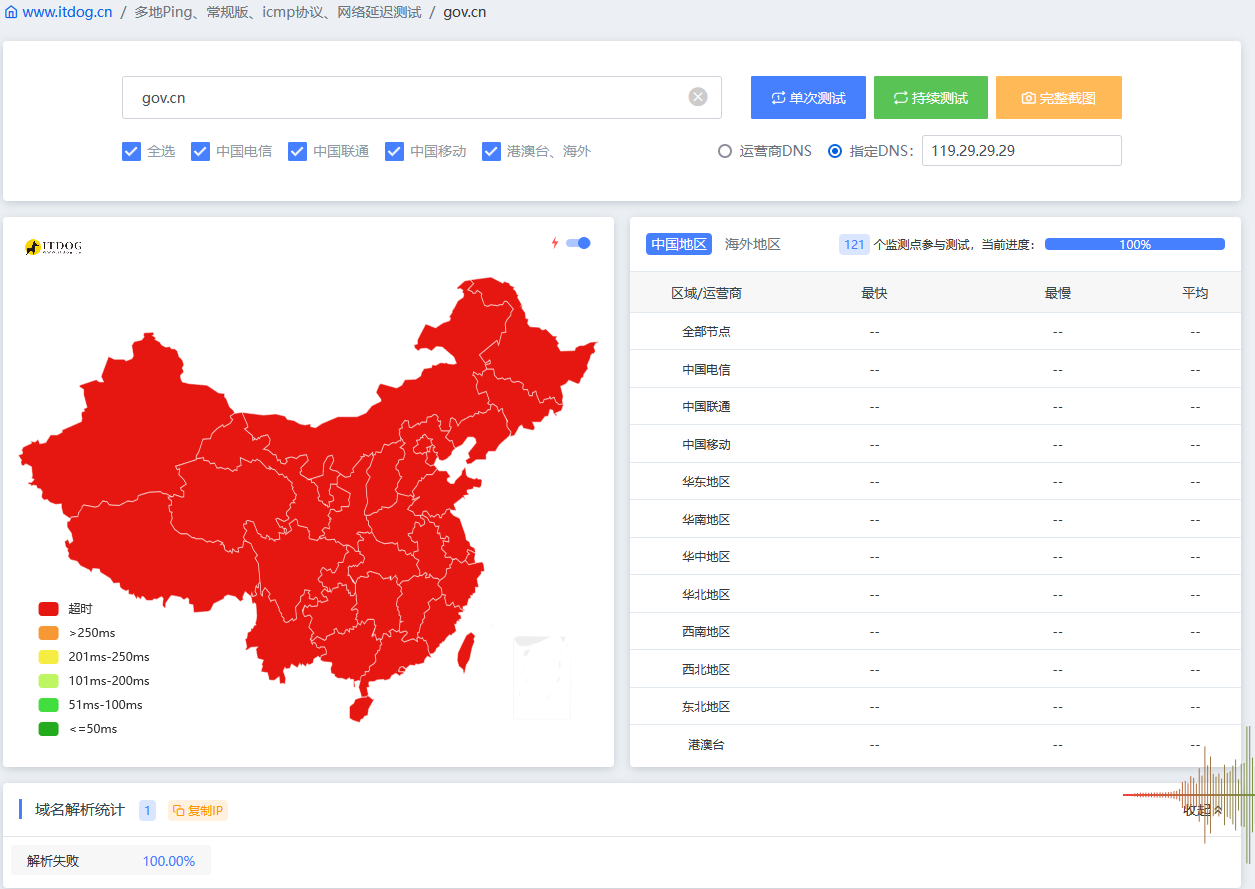 www.itdog.cn / 多地Ping、常规版、icmp协议、网络延迟测试 / gov.cn
gov.cn
单次测试
持续测试
完整截图
全选 中国电信 中国联通 中国移动 港澳台、海外
运营商DNS 指定DNS: 119.29.29.29
ITDOG
超时
>250ms
201ms-250ms
101ms-200ms
51ms-100ms
<=50ms
中国地区 海外地区 121 个监测点参与测试，当前进度: 100%
区域/运营商 最快 最慢 平均
全部节点 -- -- --
中国电信 -- -- --
中国联通 -- -- --
中国移动 -- -- --
华东地区 -- -- --
华南地区 -- -- --
华中地区 -- -- --
华北地区 -- -- --
西南地区 -- -- --
西北地区 -- -- --
东北地区 -- -- --
港澳台 -- -- --
域名解析统计 1 复制IP 收起
解析失败 100.00%